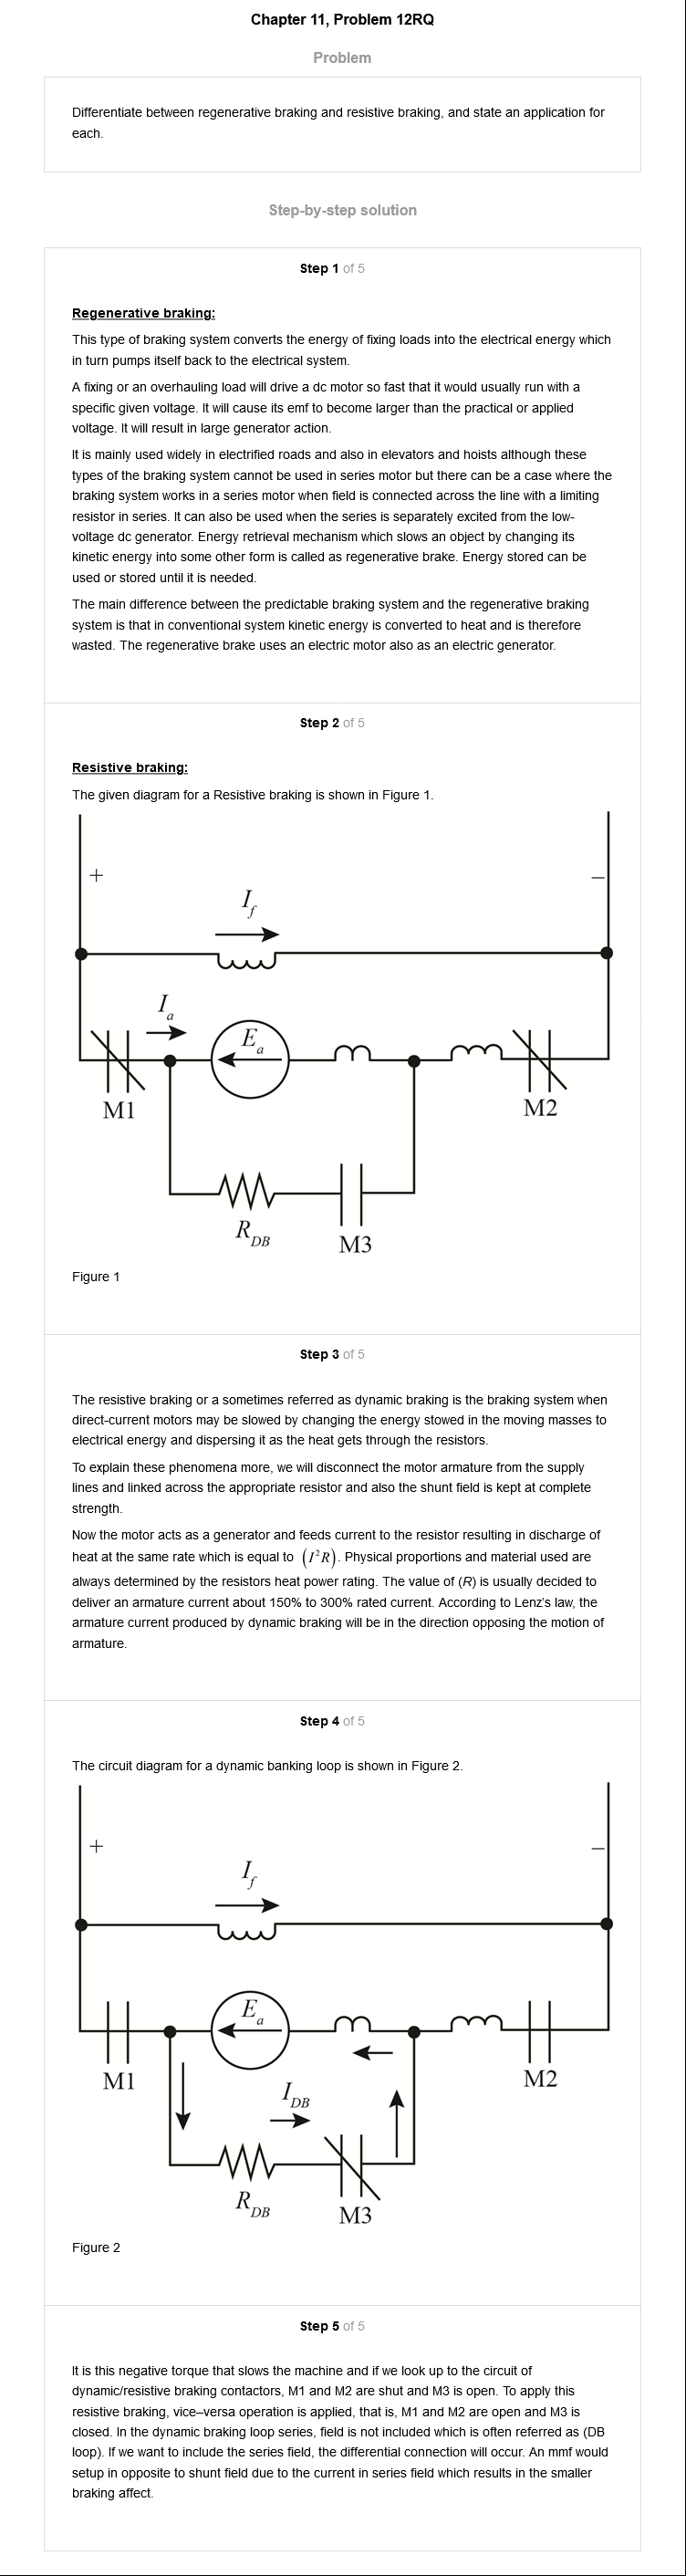 Chapter 11, Problem 12RQ
Problem
Differentiate between regenerative braking and resistive braking, and state an application for
each.
Step-by-step solution
Step 1 of 5
Regenerative braking:
This type of braking system converts the energy of fixing loads into the electrical energy which
in turn pumps itself back to the electrical system.
A fixing or an overhauling load will drive a dc motor so fast that it would usually run with a
specific given voltage. It will cause its emf to become larger than the practical or applied
voltage. It will result in large generator action.
It is mainly used widely in electrified roads and also in elevators and hoists although these
types of the braking system cannot be used in series motor but there can be a case where the
braking system works in a series motor when field is connected across the line with a limiting
resistor in series. It can also be used when the series is separately excited from the low-
voltage dc generator. Energy retrieval mechanism which slows an object by changing its
kinetic energy into some other form is called as regenerative brake. Energy stored can be
used or stored until it is needed.
The main difference between the predictable braking system and the regenerative braking
system is that in conventional system kinetic energy is converted to heat and is therefore
wasted. The regenerative brake uses an electric motor also as an electric generator.
Step 2 of 5
Resistive braking:
The given diagram for a Resistive braking is shown in Figure 1.
+ −
I_f
I_a
E_a
M1
M2
R_DB
M3
Figure 1
Step 3 of 5
The resistive braking or a sometimes referred as dynamic braking is the braking system when
direct-current motors may be slowed by changing the energy stowed in the moving masses to
electrical energy and dispersing it as the heat gets through the resistors.
To explain these phenomena more, we will disconnect the motor armature from the supply
lines and linked across the appropriate resistor and also the shunt field is kept at complete
strength.
Now the motor acts as a generator and feeds current to the resistor resulting in discharge of
heat at the same rate which is equal to (I²R). Physical proportions and material used are
always determined by the resistors heat power rating. The value of (R) is usually decided to
deliver an armature current about 150% to 300% rated current. According to Lenz's law, the
armature current produced by dynamic braking will be in the direction opposing the motion of
armature.
Step 4 of 5
The circuit diagram for a dynamic banking loop is shown in Figure 2.
+ −
I_f
E_a
M1
M2
I_DB
R_DB
M3
Figure 2
Step 5 of 5
It is this negative torque that slows the machine and if we look up to the circuit of
dynamic/resistive braking contactors, M1 and M2 are shut and M3 is open. To apply this
resistive braking, vice–versa operation is applied, that is, M1 and M2 are open and M3 is
closed. In the dynamic braking loop series, field is not included which is often referred as (DB
loop). If we want to include the series field, the differential connection will occur. An mmf would
setup in opposite to shunt field due to the current in series field which results in the smaller
braking affect.